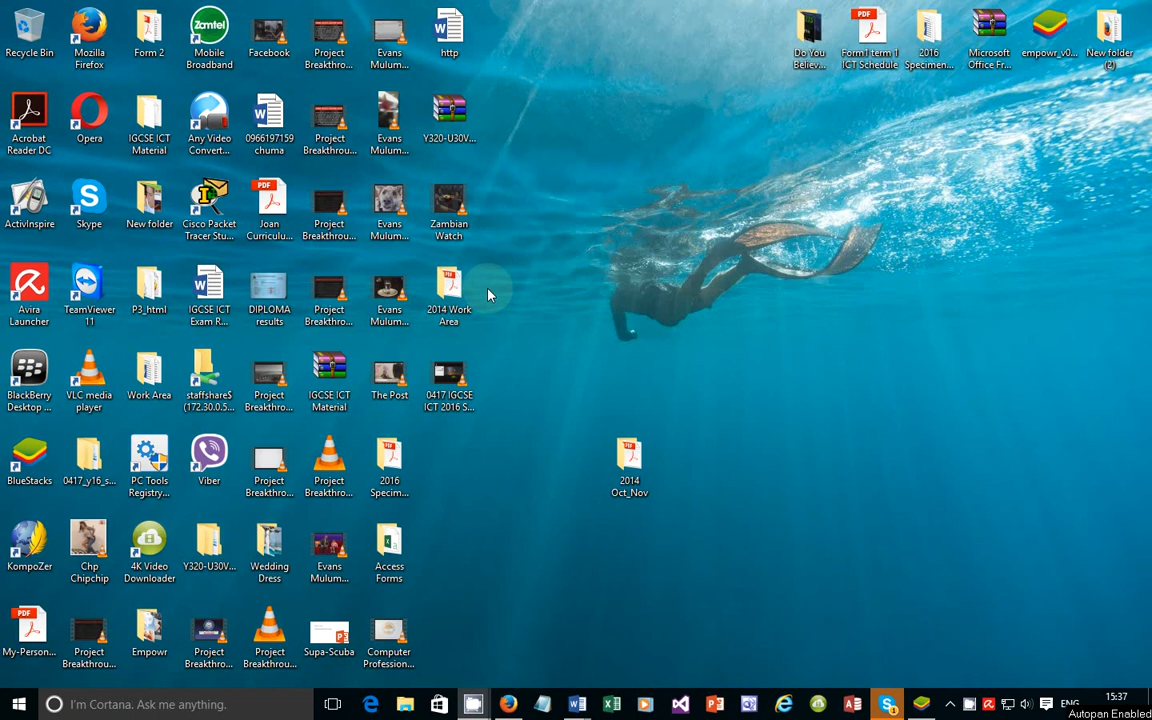 Recycle Bin
Mozilla
Firefox
Form 2
Zamtel
Mobile
Broadband
Facebook
Project
Breakthro...
Evans
Mulum...
http
Do You
Believ...
PDF
Form1 term 1
ICT Schedule
2016
Specimen...
Microsoft
Office Fr...
empowr_v0...
New folder
(2)
Acrobat
Reader DC
Opera
IGCSE ICT
Material
Any Video
Convert...
0966197159
chuma
Project
Breakthrou...
Evans
Mulum...
Y320-U30V...
ActivInspire
Skype
New folder
Cisco Packet
Tracer Stu...
PDF
Joan
Curriculu...
Project
Breakthrou...
Evans
Mulum...
Zambian
Watch
Avira
Launcher
TeamViewer
11
P3_html
IGCSE ICT
Exam R...
DIPLOMA
results
Project
Breakthro...
Evans
Mulum...
2014 Work
Area
BlackBerry
Desktop ...
VLC media
player
Work Area
staffshare$
(172.30.0.5...
Project
Breakthro...
IGCSE ICT
Material
The Post
0417 IGCSE
ICT 2016 S...
BlueStacks
0417_y16_s...
PC Tools
Registry...
Viber
Project
Breakthro...
Project
Breakthro...
2016
Specim...
2014
Oct_Nov
KompoZer
Chp
Chipchip
4K Video
Downloader
Y320-U30V...
Wedding
Dress
Evans
Mulum...
Access
Forms
PDF
My-Person...
Project
Breakthrou...
Empowr
Project
Breakthro...
Project
Breakthrou...
Supa-Scuba
Computer
Profession...
I'm Cortana. Ask me anything.
ENG
15:37
Autopan Enabled